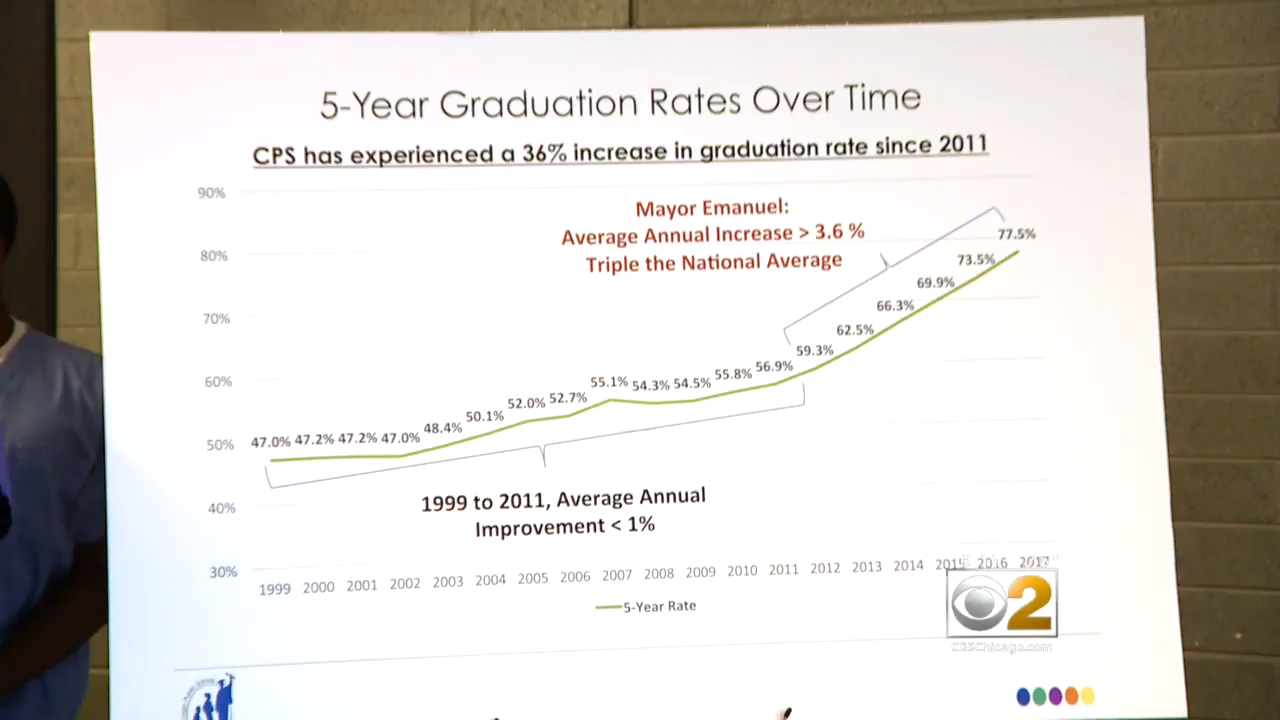 5-Year Graduation Rates Over Time
CPS has experienced a 36% increase in graduation rate since 2011
90%
Mayor Emanuel:
Average Annual Increase > 3.6 %
Triple the National Average
80%
70%
60%
50%
40%
30%
47.0% 47.2% 47.2% 47.0% 48.4% 50.1% 52.0% 52.7% 55.1% 54.3% 54.5% 55.8% 56.9% 59.3% 62.5% 66.3% 69.9% 73.5% 77.5%
1999 to 2011, Average Annual
Improvement < 1%
1999 2000 2001 2002 2003 2004 2005 2006 2007 2008 2009 2010 2011 2012 2013 2014 2015 2016 2017
5-Year Rate
2
CBSChicago.com